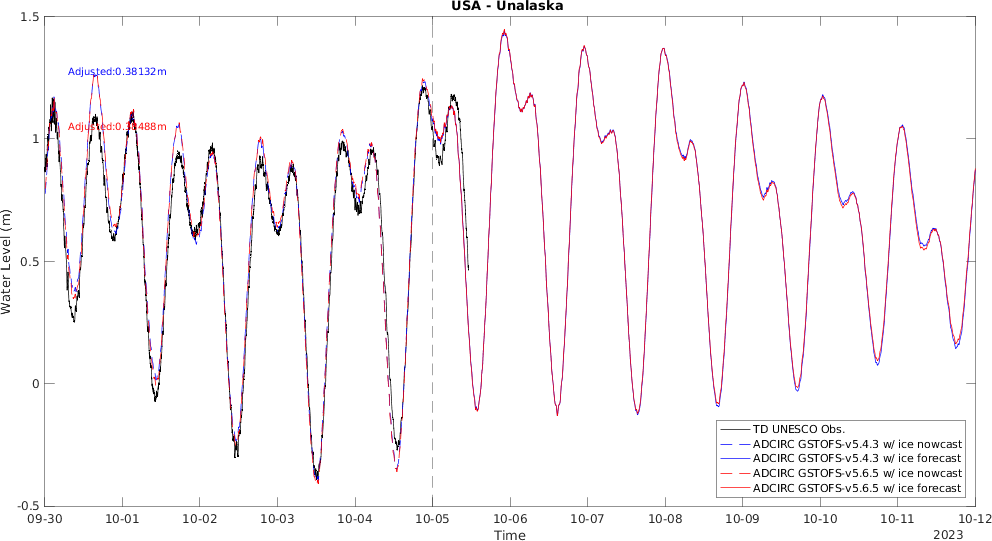 USA - Unalaska
1.5
1
0.5
0
-0.5
Water Level (m)
Adjusted:0.38132m
Adjusted:0.38488m
TD UNESCO Obs.
ADCIRC GSTOFS-v5.4.3 w/ ice nowcast
ADCIRC GSTOFS-v5.4.3 w/ ice forecast
ADCIRC GSTOFS-v5.6.5 w/ ice nowcast
ADCIRC GSTOFS-v5.6.5 w/ ice forecast
09-30 10-01 10-02 10-03 10-04 10-05 10-06 10-07 10-08 10-09 10-10 10-11 10-12
Time
2023